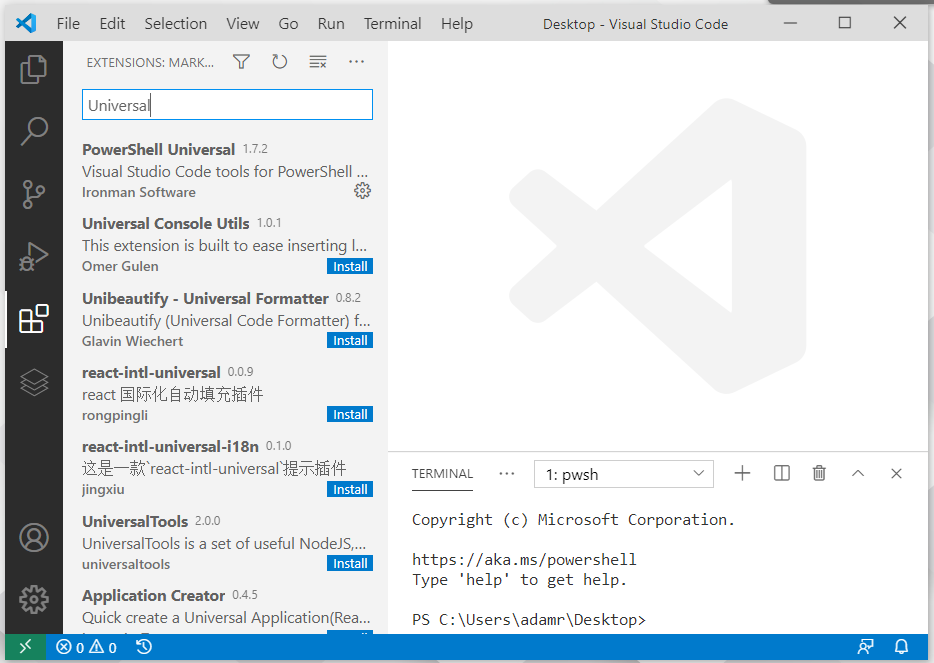 File Edit Selection View Go Run Terminal Help Desktop - Visual Studio Code
EXTENSIONS: MARK...
Universal
PowerShell Universal 1.7.2
Visual Studio Code tools for PowerShell ...
Ironman Software
Universal Console Utils 1.0.1
This extension is built to ease inserting l...
Omer Gulen Install
Unibeautify - Universal Formatter 0.8.2
Unibeautify (Universal Code Formatter) f...
Glavin Wiechert Install
react-intl-universal 0.0.9
react 国际化自动填充插件
rongpingli Install
react-intl-universal-i18n 0.1.0
这是一款`react-intl-universal`提示插件
jingxiu Install
UniversalTools 2.0.0
UniversalTools is a set of useful NodeJS,...
universaltools Install
Application Creator 0.4.5
Quick create a Universal Application(Rea...
TERMINAL ... 1: pwsh
Copyright (c) Microsoft Corporation.
https://aka.ms/powershell
Type 'help' to get help.
PS C:\Users\adamr\Desktop>
0 0